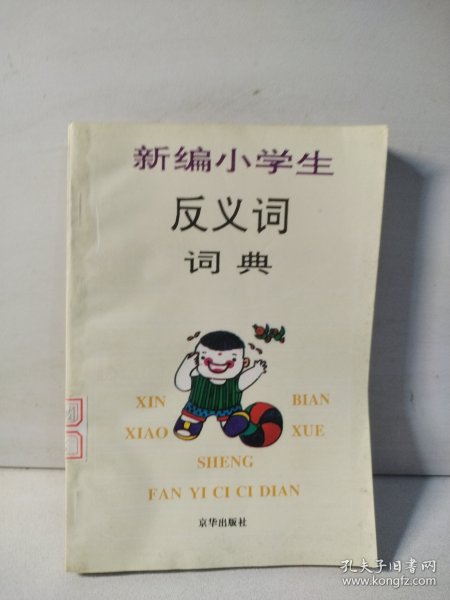 新编小学生
反义词
词典
XIN BIAN
XIAO XUE
SHENG
FAN YI CI CI DIAN
京华出版社
孔夫子旧书网
www.kongfz.com